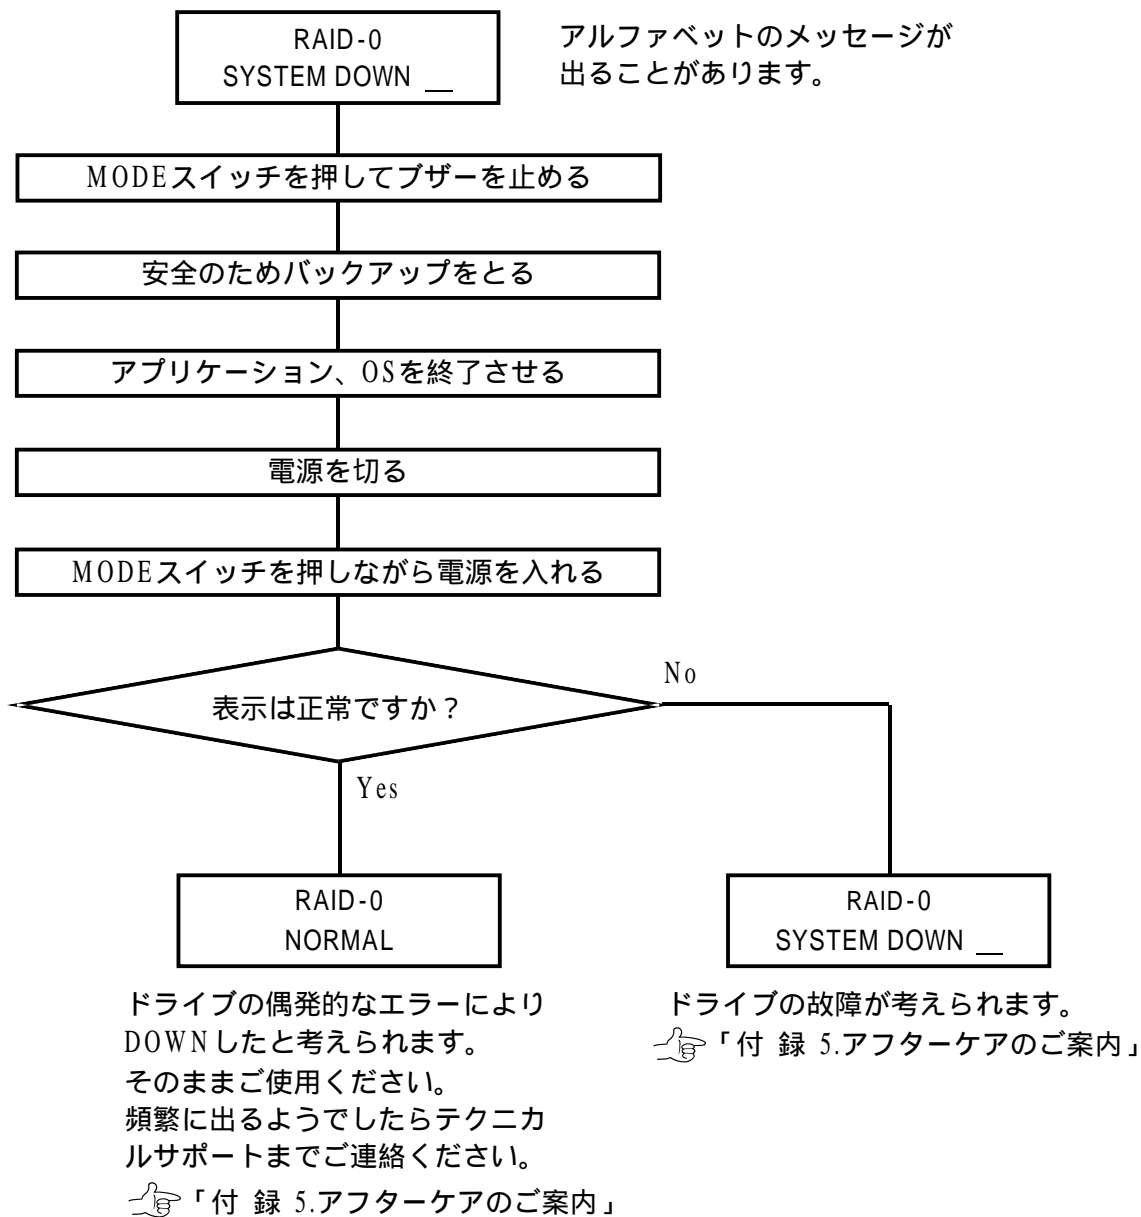 RAID-0
SYSTEM DOWN __
アルファベットのメッセージが
出ることがあります。
MODEスイッチを押してブザーを止める
安全のためバックアップをとる
アプリケーション、OSを終了させる
電源を切る
MODEスイッチを押しながら電源を入れる
表示は正常ですか？
No
Yes
RAID-0
NORMAL
RAID-0
SYSTEM DOWN __
ドライブの偶発的なエラーにより
DOWNしたと考えられます。
そのままご使用ください。
頻繁に出るようでしたらテクニカ
ルサポートまでご連絡ください。
「付 録 5.アフターケアのご案内」
ドライブの故障が考えられます。
「付 録 5.アフターケアのご案内」